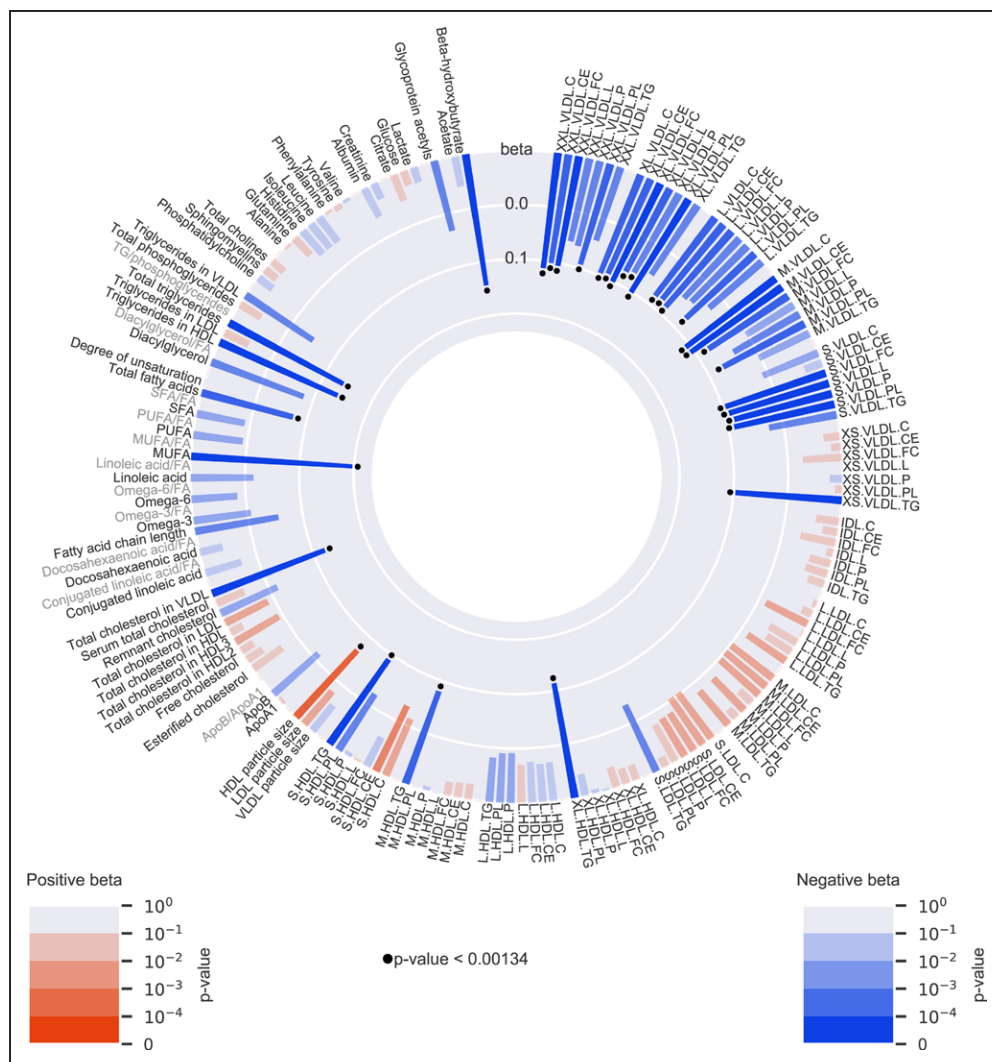 beta
0.0
0.1
XXL.VLDL.C
XXL.VLDL.CE
XXL.VLDL.FC
XXL.VLDL.L
XXL.VLDL.P
XXL.VLDL.PL
XXL.VLDL.TG
XL.VLDL.C
XL.VLDL.CE
XL.VLDL.FC
XL.VLDL.L
XL.VLDL.P
XL.VLDL.PL
XL.VLDL.TG
L.VLDL.C
L.VLDL.CE
L.VLDL.FC
L.VLDL.L
L.VLDL.P
L.VLDL.PL
L.VLDL.TG
M.VLDL.C
M.VLDL.CE
M.VLDL.FC
M.VLDL.L
M.VLDL.P
M.VLDL.PL
M.VLDL.TG
S.VLDL.C
S.VLDL.CE
S.VLDL.FC
S.VLDL.L
S.VLDL.P
S.VLDL.PL
S.VLDL.TG
XS.VLDL.C
XS.VLDL.CE
XS.VLDL.FC
XS.VLDL.L
XS.VLDL.P
XS.VLDL.PL
XS.VLDL.TG
IDL.C
IDL.CE
IDL.FC
IDL.L
IDL.P
IDL.PL
IDL.TG
L.LDL.C
L.LDL.CE
L.LDL.FC
L.LDL.L
L.LDL.P
L.LDL.PL
L.LDL.TG
M.LDL.C
M.LDL.CE
M.LDL.FC
M.LDL.L
M.LDL.P
M.LDL.PL
M.LDL.TG
S.LDL.C
S.LDL.CE
S.LDL.FC
S.LDL.L
S.LDL.P
S.LDL.PL
S.LDL.TG
XL.HDL.C
XL.HDL.CE
XL.HDL.FC
XL.HDL.L
XL.HDL.P
XL.HDL.PL
XL.HDL.TG
L.HDL.C
L.HDL.CE
L.HDL.FC
L.HDL.L
L.HDL.P
L.HDL.PL
L.HDL.TG
M.HDL.C
M.HDL.CE
M.HDL.FC
M.HDL.L
M.HDL.P
M.HDL.PL
M.HDL.TG
S.HDL.C
S.HDL.CE
S.HDL.FC
S.HDL.L
S.HDL.P
S.HDL.PL
S.HDL.TG
VLDL particle size
LDL particle size
HDL particle size
ApoA1
ApoB
ApoB/ApoA1
Esterified cholesterol
Free cholesterol
Total cholesterol in HDL2
Total cholesterol in HDL3
Total cholesterol in HDL
Total cholesterol in LDL
Remnant cholesterol
Serum total cholesterol
Total cholesterol in VLDL
Conjugated linoleic acid
Conjugated linoleic acid/FA
Docosahexaenoic acid
Docosahexaenoic acid/FA
Fatty acid chain length
Omega-3
Omega-3/FA
Omega-6
Omega-6/FA
Linoleic acid
Linoleic acid/FA
MUFA
MUFA/FA
PUFA
PUFA/FA
SFA
SFA/FA
Total fatty acids
Degree of unsaturation
Diacylglycerol
Diacylglycerol/FA
Triglycerides in HDL
Triglycerides in LDL
Total triglycerides
TG/phosphoglycerides
Total phosphoglycerides
Triglycerides in VLDL
Phosphatidylcholine
Sphingomyelins
Total cholines
Alanine
Glutamine
Histidine
Isoleucine
Leucine
Phenylalanine
Tyrosine
Valine
Albumin
Creatinine
Citrate
Glucose
Lactate
Glycoprotein acetyls
Acetate
Beta-hydroxybutyrate
Positive beta
10⁰
10⁻¹
10⁻²
10⁻³
10⁻⁴
0
p-value
p-value < 0.00134
Negative beta
10⁰
10⁻¹
10⁻²
10⁻³
10⁻⁴
0
p-value